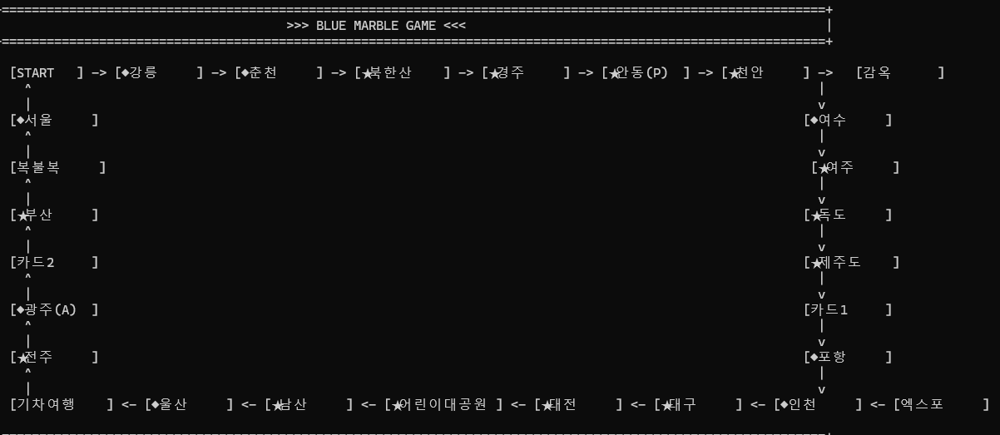 >>> BLUE MARBLE GAME <<<
[START ] -> [◆강릉 ] -> [◆춘천 ] -> [★북한산 ] -> [★경주 ] -> [★안동(P) ] -> [★천안 ] -> [감옥 ]
[◆서울 ] [◆여수 ]
[복불복 ] [★여주 ]
[★부산 ] [★독도 ]
[카드2 ] [★제주도 ]
[◆광주(A) ] [카드1 ]
[★전주 ] [◆포항 ]
[기차여행 ] <- [◆울산 ] <- [★남산 ] <- [★어린이대공원 ] <- [★대전 ] <- [★대구 ] <- [◆인천 ] <- [엑스포 ]